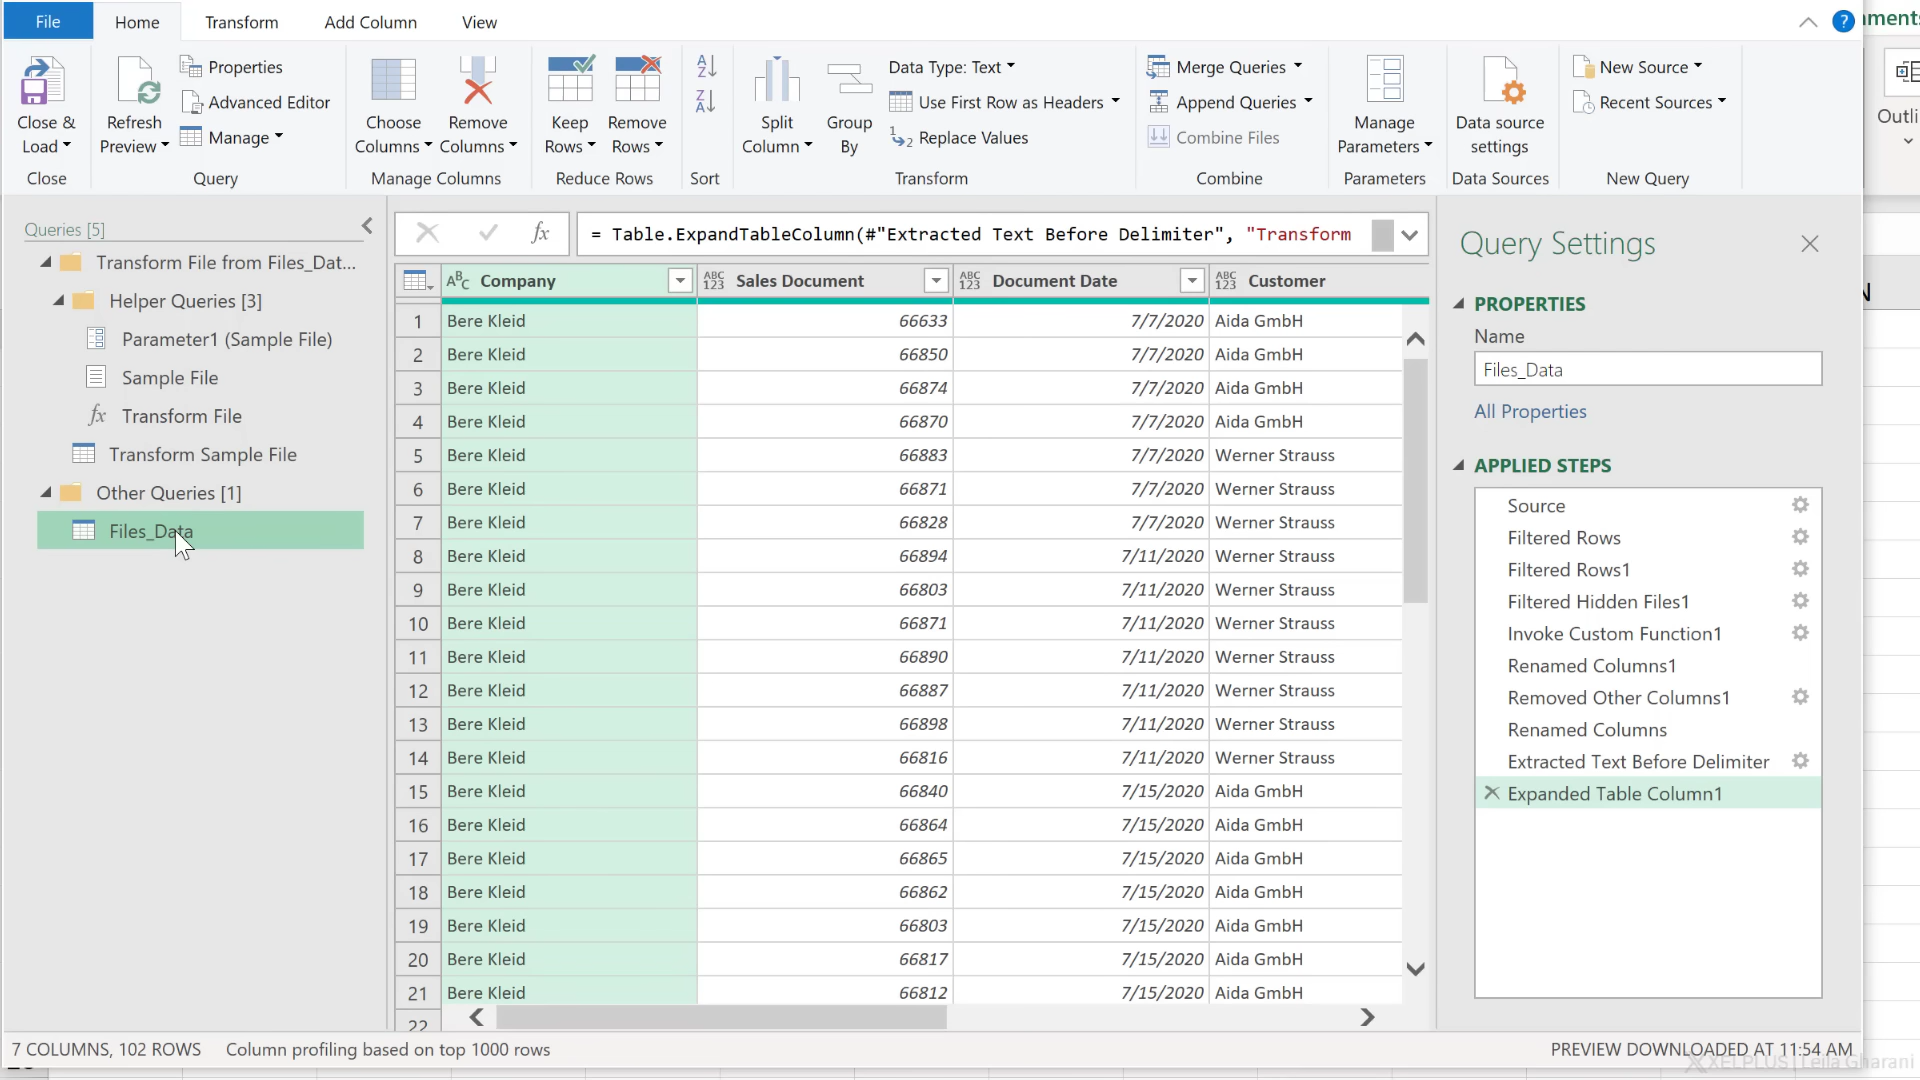 File Home Transform Add Column View
Close & Load
Close
Refresh Preview
Properties
Advanced Editor
Manage
Query
Choose Columns
Remove Columns
Manage Columns
Keep Rows
Remove Rows
Reduce Rows
A Z
Z A
Sort
Split Column
Group By
Data Type: Text
Use First Row as Headers
1 2 Replace Values
Transform
Merge Queries
Append Queries
Combine Files
Combine
Manage Parameters
Parameters
Data source settings
Data Sources
New Source
Recent Sources
New Query
?
Queries [5]
Transform File from Files_Dat...
Helper Queries [3]
Parameter1 (Sample File)
Sample File
fx Transform File
Transform Sample File
Other Queries [1]
Files_Data
fx = Table.ExpandTableColumn(#"Extracted Text Before Delimiter", "Transform
ABC Company ABC 123 Sales Document ABC 123 Document Date ABC 123 Customer
1 Bere Kleid 66633 7/7/2020 Aida GmbH
2 Bere Kleid 66850 7/7/2020 Aida GmbH
3 Bere Kleid 66874 7/7/2020 Aida GmbH
4 Bere Kleid 66870 7/7/2020 Aida GmbH
5 Bere Kleid 66883 7/7/2020 Werner Strauss
6 Bere Kleid 66871 7/7/2020 Werner Strauss
7 Bere Kleid 66828 7/7/2020 Werner Strauss
8 Bere Kleid 66894 7/11/2020 Werner Strauss
9 Bere Kleid 66803 7/11/2020 Werner Strauss
10 Bere Kleid 66871 7/11/2020 Werner Strauss
11 Bere Kleid 66890 7/11/2020 Werner Strauss
12 Bere Kleid 66887 7/11/2020 Werner Strauss
13 Bere Kleid 66898 7/11/2020 Werner Strauss
14 Bere Kleid 66816 7/11/2020 Werner Strauss
15 Bere Kleid 66840 7/15/2020 Aida GmbH
16 Bere Kleid 66864 7/15/2020 Aida GmbH
17 Bere Kleid 66865 7/15/2020 Aida GmbH
18 Bere Kleid 66862 7/15/2020 Aida GmbH
19 Bere Kleid 66803 7/15/2020 Aida GmbH
20 Bere Kleid 66817 7/15/2020 Aida GmbH
21 Bere Kleid 66812 7/15/2020 Aida GmbH
22
Query Settings
PROPERTIES
Name
Files_Data
All Properties
APPLIED STEPS
Source
Filtered Rows
Filtered Rows1
Filtered Hidden Files1
Invoke Custom Function1
Renamed Columns1
Removed Other Columns1
Renamed Columns
Extracted Text Before Delimiter
Expanded Table Column1
7 COLUMNS, 102 ROWS Column profiling based on top 1000 rows
PREVIEW DOWNLOADED AT 11:54 AM
XELPLUS | Leila Gharani